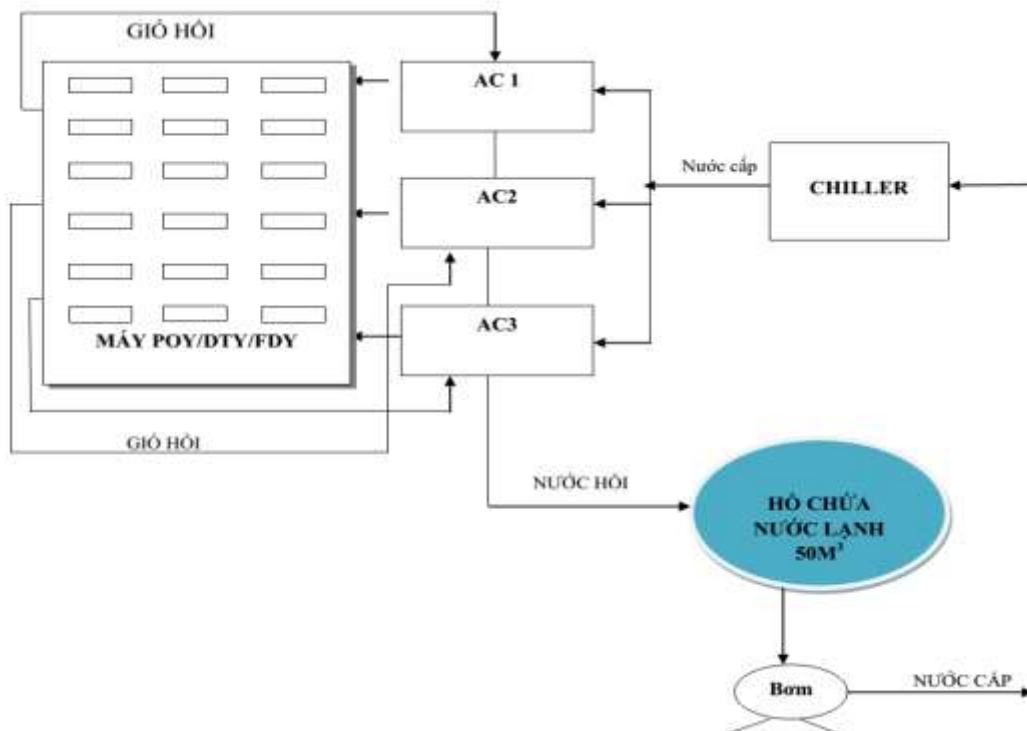 GIÓ HỒI
AC 1
Nước cấp
CHILLER
AC2
AC3
MÁY POY/DTY/FDY
GIÓ HỒI
NƯỚC HỒI
HỒ CHỨA
NƯỚC LẠNH
50M³
Bơm
NƯỚC CẤP